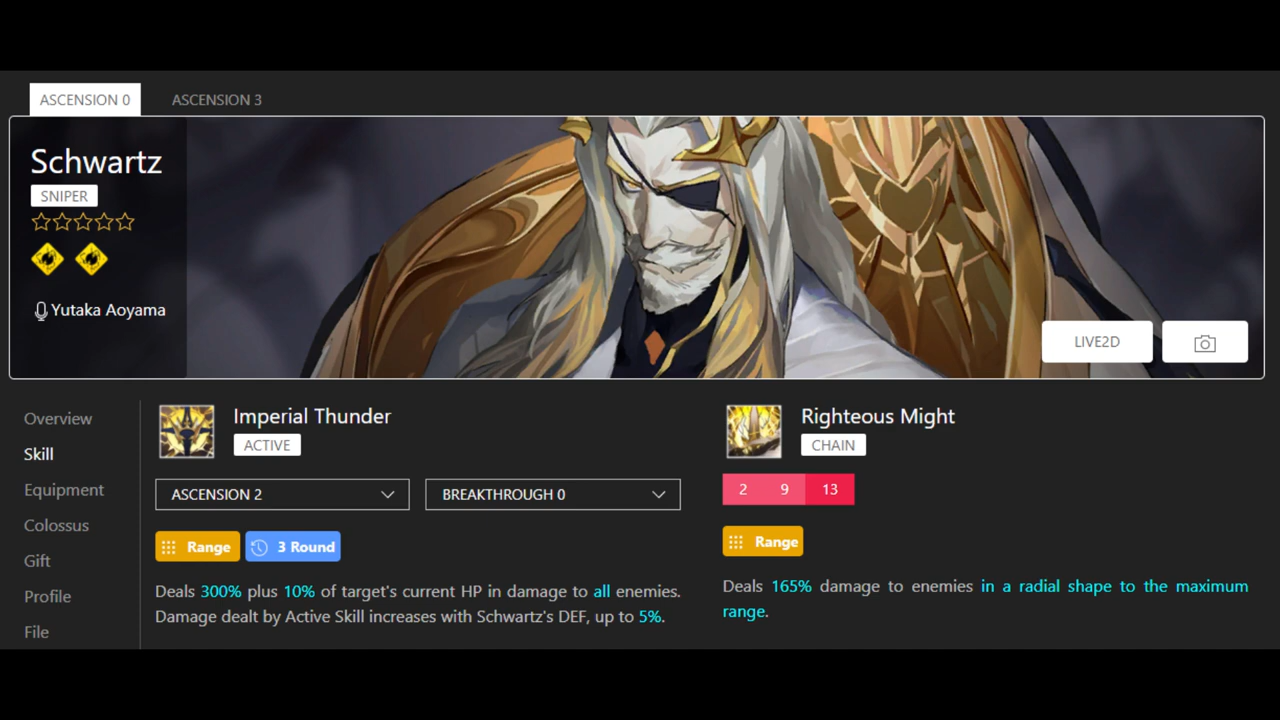 ASCENSION 0
ASCENSION 3
Schwartz
SNIPER
Yutaka Aoyama
LIVE2D
Overview
Skill
Equipment
Colossus
Gift
Profile
File
Imperial Thunder
ACTIVE
ASCENSION 2
BREAKTHROUGH 0
Range
3 Round
Deals 300% plus 10% of target's current HP in damage to all enemies.
Damage dealt by Active Skill increases with Schwartz's DEF, up to 5%.
Righteous Might
CHAIN
2 9 13
Range
Deals 165% damage to enemies in a radial shape to the maximum
range.